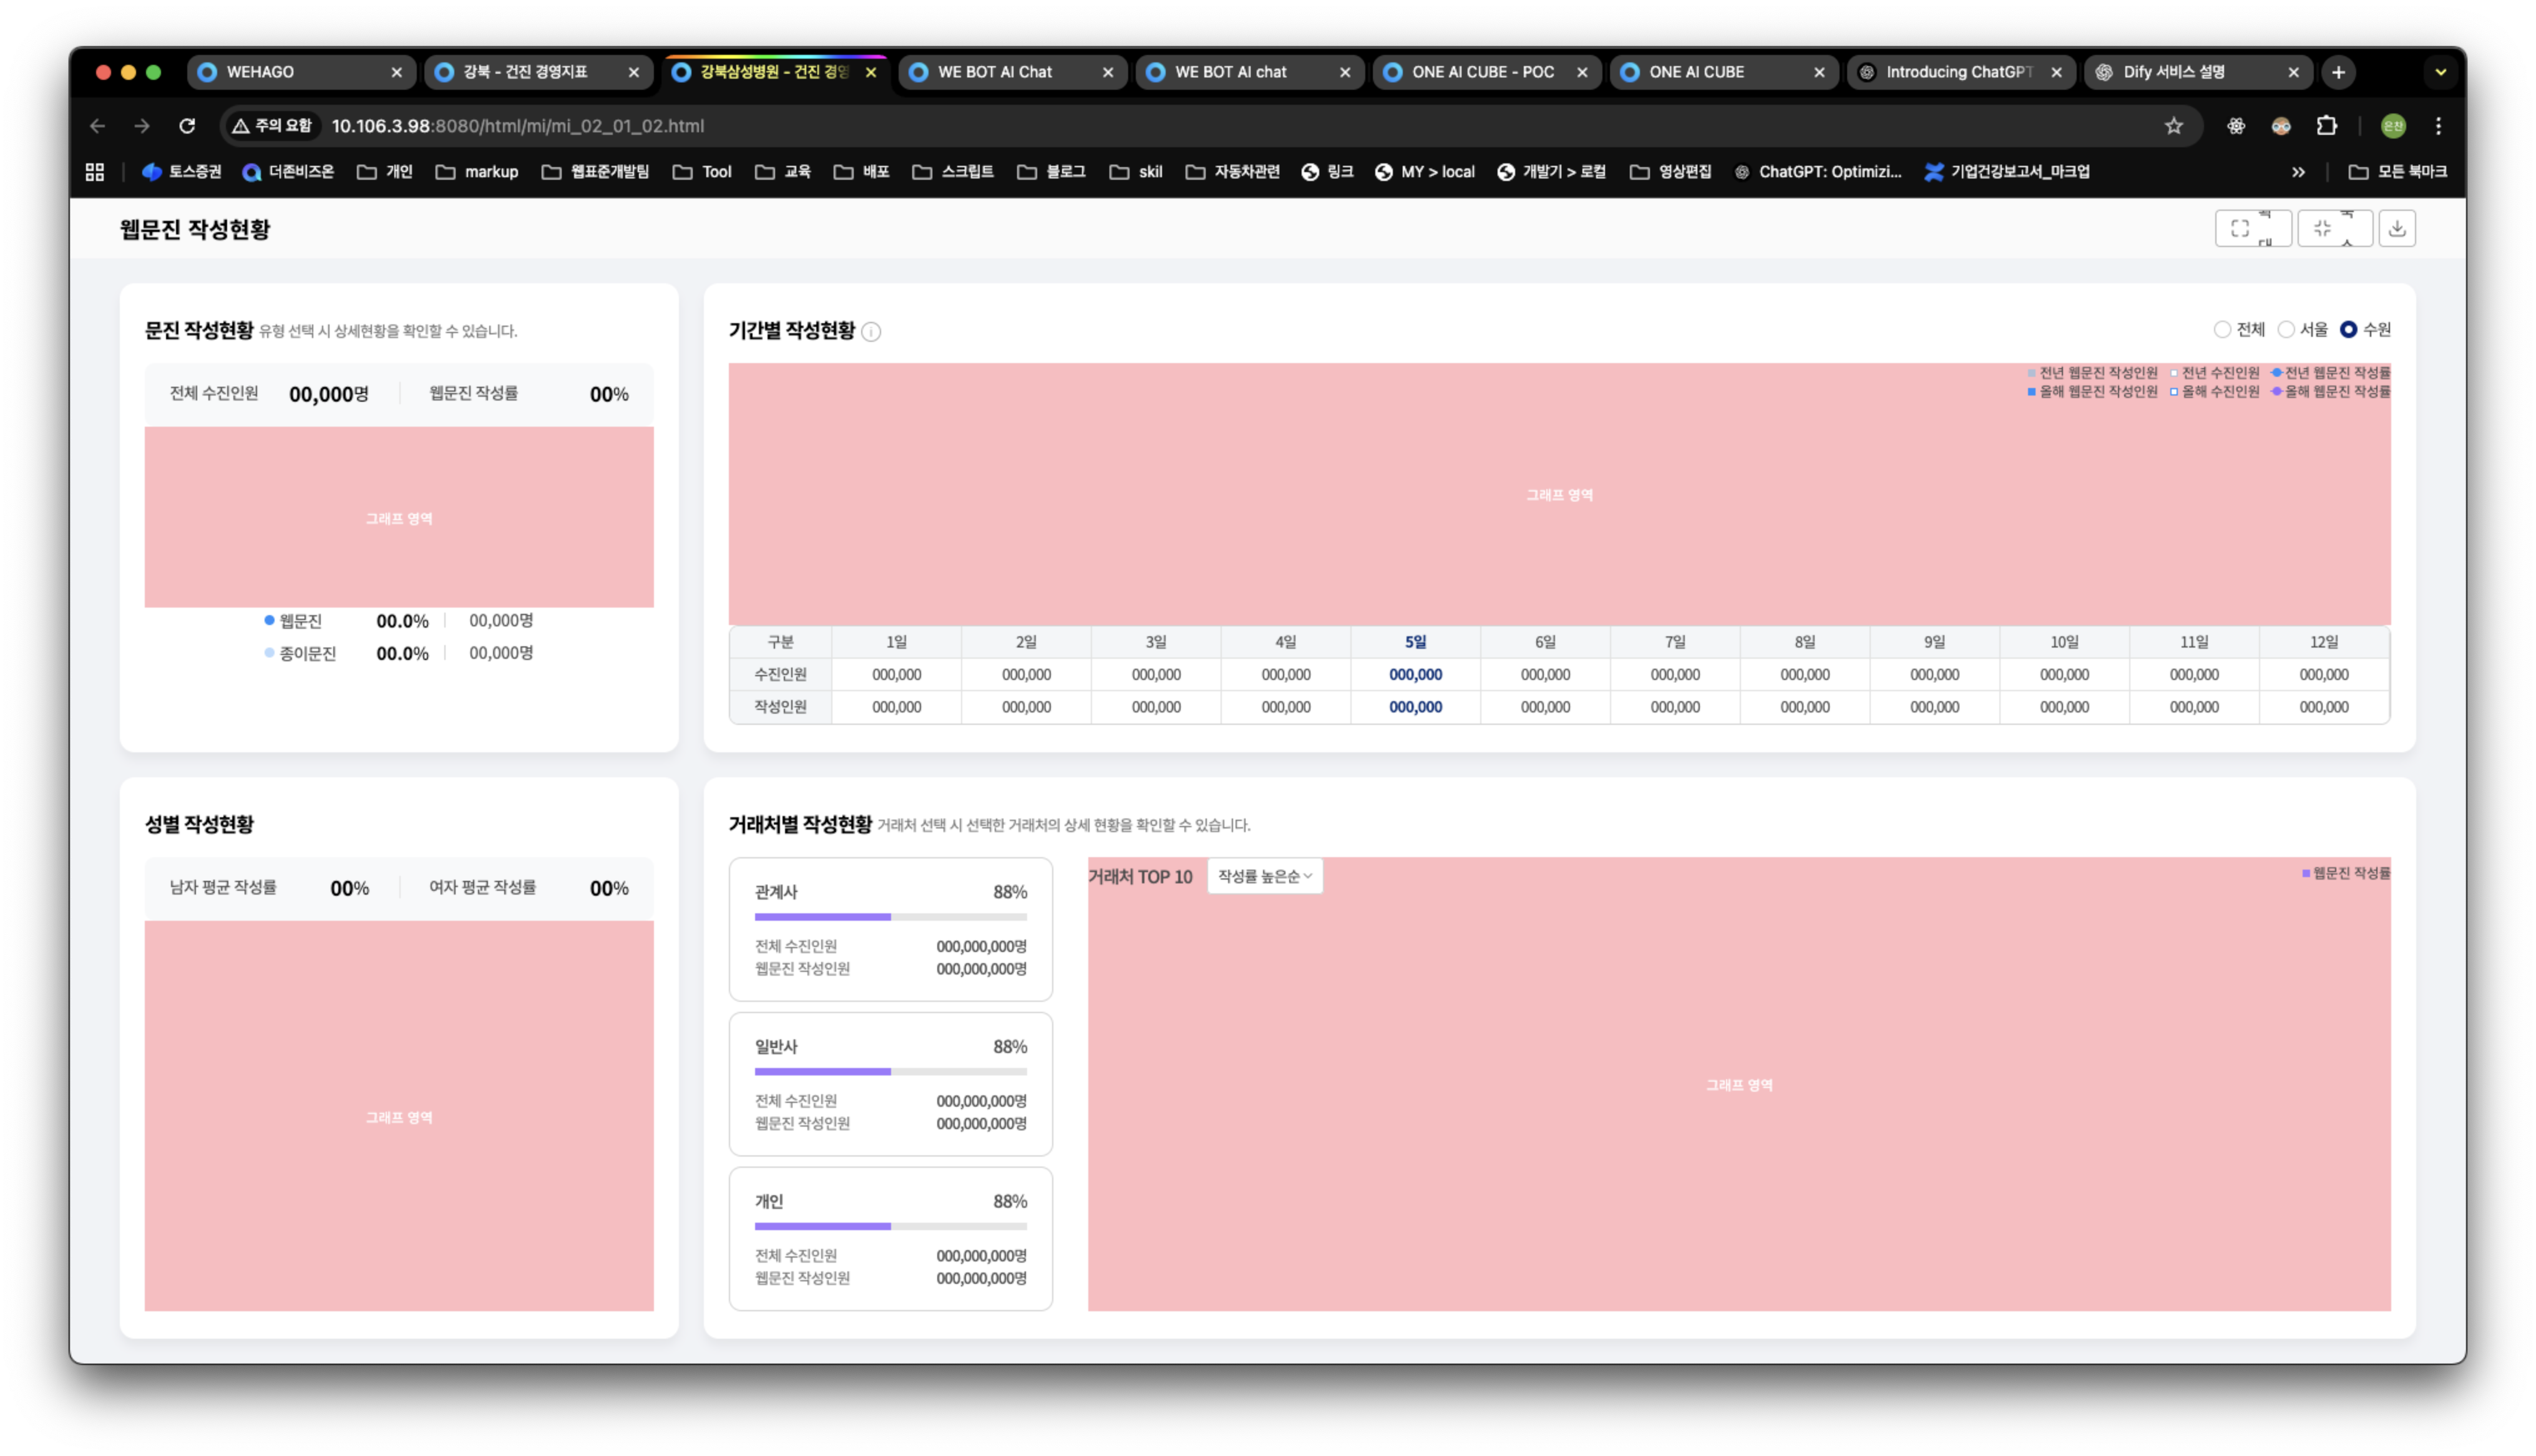 WEHAGO
강북 - 건진 경영지표
강북삼성병원 - 건진 경영
WE BOT AI Chat
WE BOT AI chat
ONE AI CUBE - POC
ONE AI CUBE
Introducing ChatGPT
Dify 서비스 설명
주의 요함 10.106.3.98:8080/html/mi/mi_02_01_02.html
은찬
토스증권 더존비즈온 개인 markup 웹표준개발팀 Tool 교육 배포 스크립트 블로그 skil 자동차관련 링크 MY > local 개발기 > 로컬 영상편집 ChatGPT: Optimizi... 기업건강보고서_마크업 » 모든 북마크
웹문진 작성현황
문진 작성현황 유형 선택 시 상세현황을 확인할 수 있습니다.
전체 수진인원 00,000명 웹문진 작성률 00%
그래프 영역
웹문진 00.0% 00,000명
종이문진 00.0% 00,000명
기간별 작성현황
전체 서울 수원
전년 웹문진 작성인원 전년 수진인원 전년 웹문진 작성률
올해 웹문진 작성인원 올해 수진인원 올해 웹문진 작성률
그래프 영역
구분 1일 2일 3일 4일 5일 6일 7일 8일 9일 10일 11일 12일
수진인원 000,000 000,000 000,000 000,000 000,000 000,000 000,000 000,000 000,000 000,000 000,000 000,000
작성인원 000,000 000,000 000,000 000,000 000,000 000,000 000,000 000,000 000,000 000,000 000,000 000,000
성별 작성현황
남자 평균 작성률 00% 여자 평균 작성률 00%
그래프 영역
거래처별 작성현황 거래처 선택 시 선택한 거래처의 상세 현황을 확인할 수 있습니다.
관계사 88%
전체 수진인원 000,000,000명
웹문진 작성인원 000,000,000명
일반사 88%
전체 수진인원 000,000,000명
웹문진 작성인원 000,000,000명
개인 88%
전체 수진인원 000,000,000명
웹문진 작성인원 000,000,000명
거래처 TOP 10 작성률 높은순
웹문진 작성률
그래프 영역